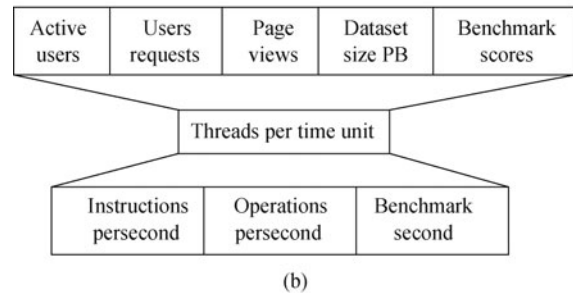 Active users
Users requests
Page views
Dataset size PB
Benchmark scores
Threads per time unit
Instructions persecond
Operations persecond
Benchmark second
(b)